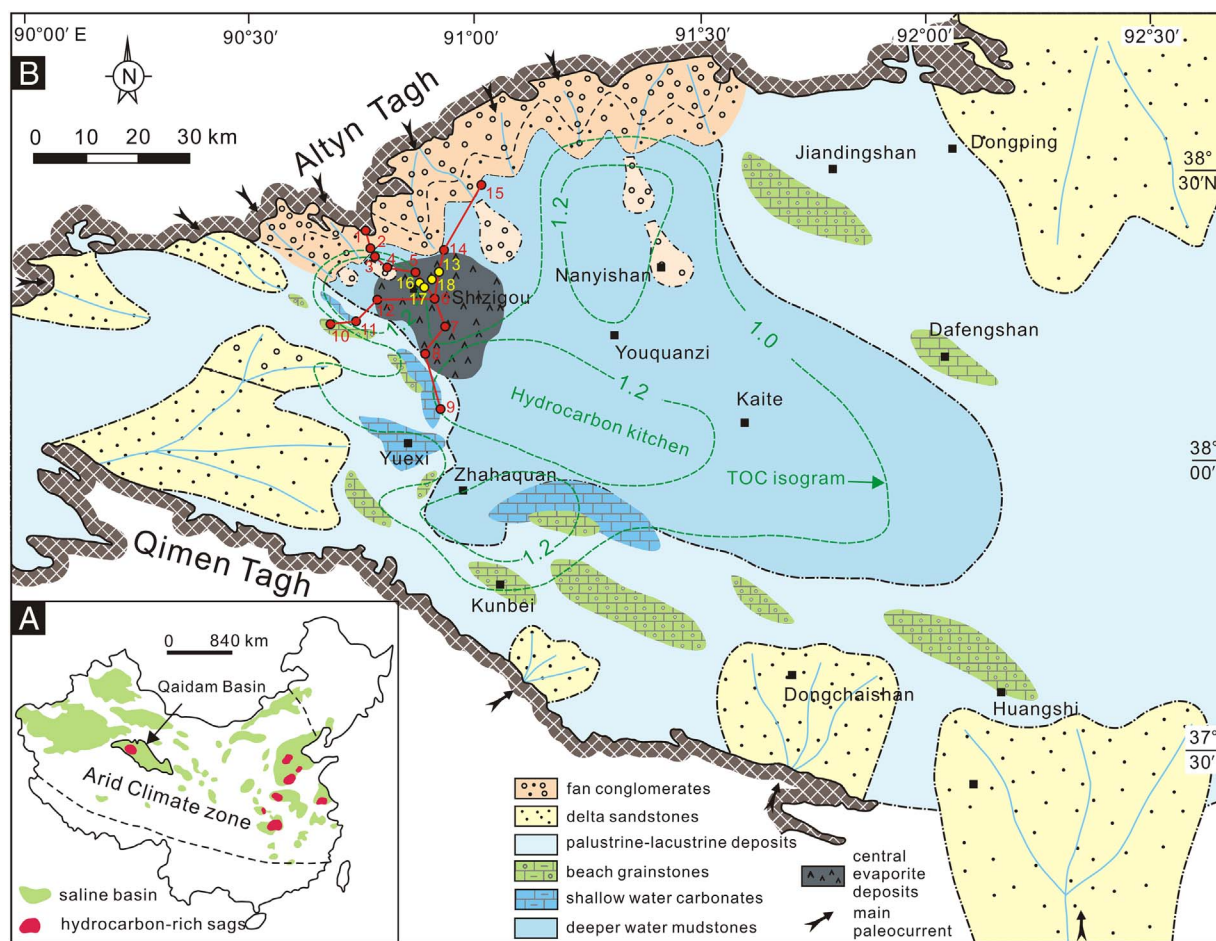 90°00′ E
90°30′
91°00′
91°30′
92°00′
92°30′
B
N
0 10 20 30 km
Altyn Tagh
Dongping
Jiandingshan
38°
30′N
15
1
2
14
3
4
5
13
16
18
17
6
Shizigou
12
7
10
11
8
9
1.2
1.2
Nanyishan
1.0
Youquanzi
Dafengshan
1.2
Kaite
Hydrocarbon kitchen
Yuexi
38°
00′
Zhahaquan
TOC isogram
1.2
Qimen Tagh
Kunbei
Dongchaishan
Huangshi
37°
30′
A
0 840 km
Qaidam Basin
Arid Climate zone
saline basin
hydrocarbon-rich sags
fan conglomerates
delta sandstones
palustrine-lacustrine deposits
beach grainstones
shallow water carbonates
deeper water mudstones
central
evaporite
deposits
main
paleocurrent